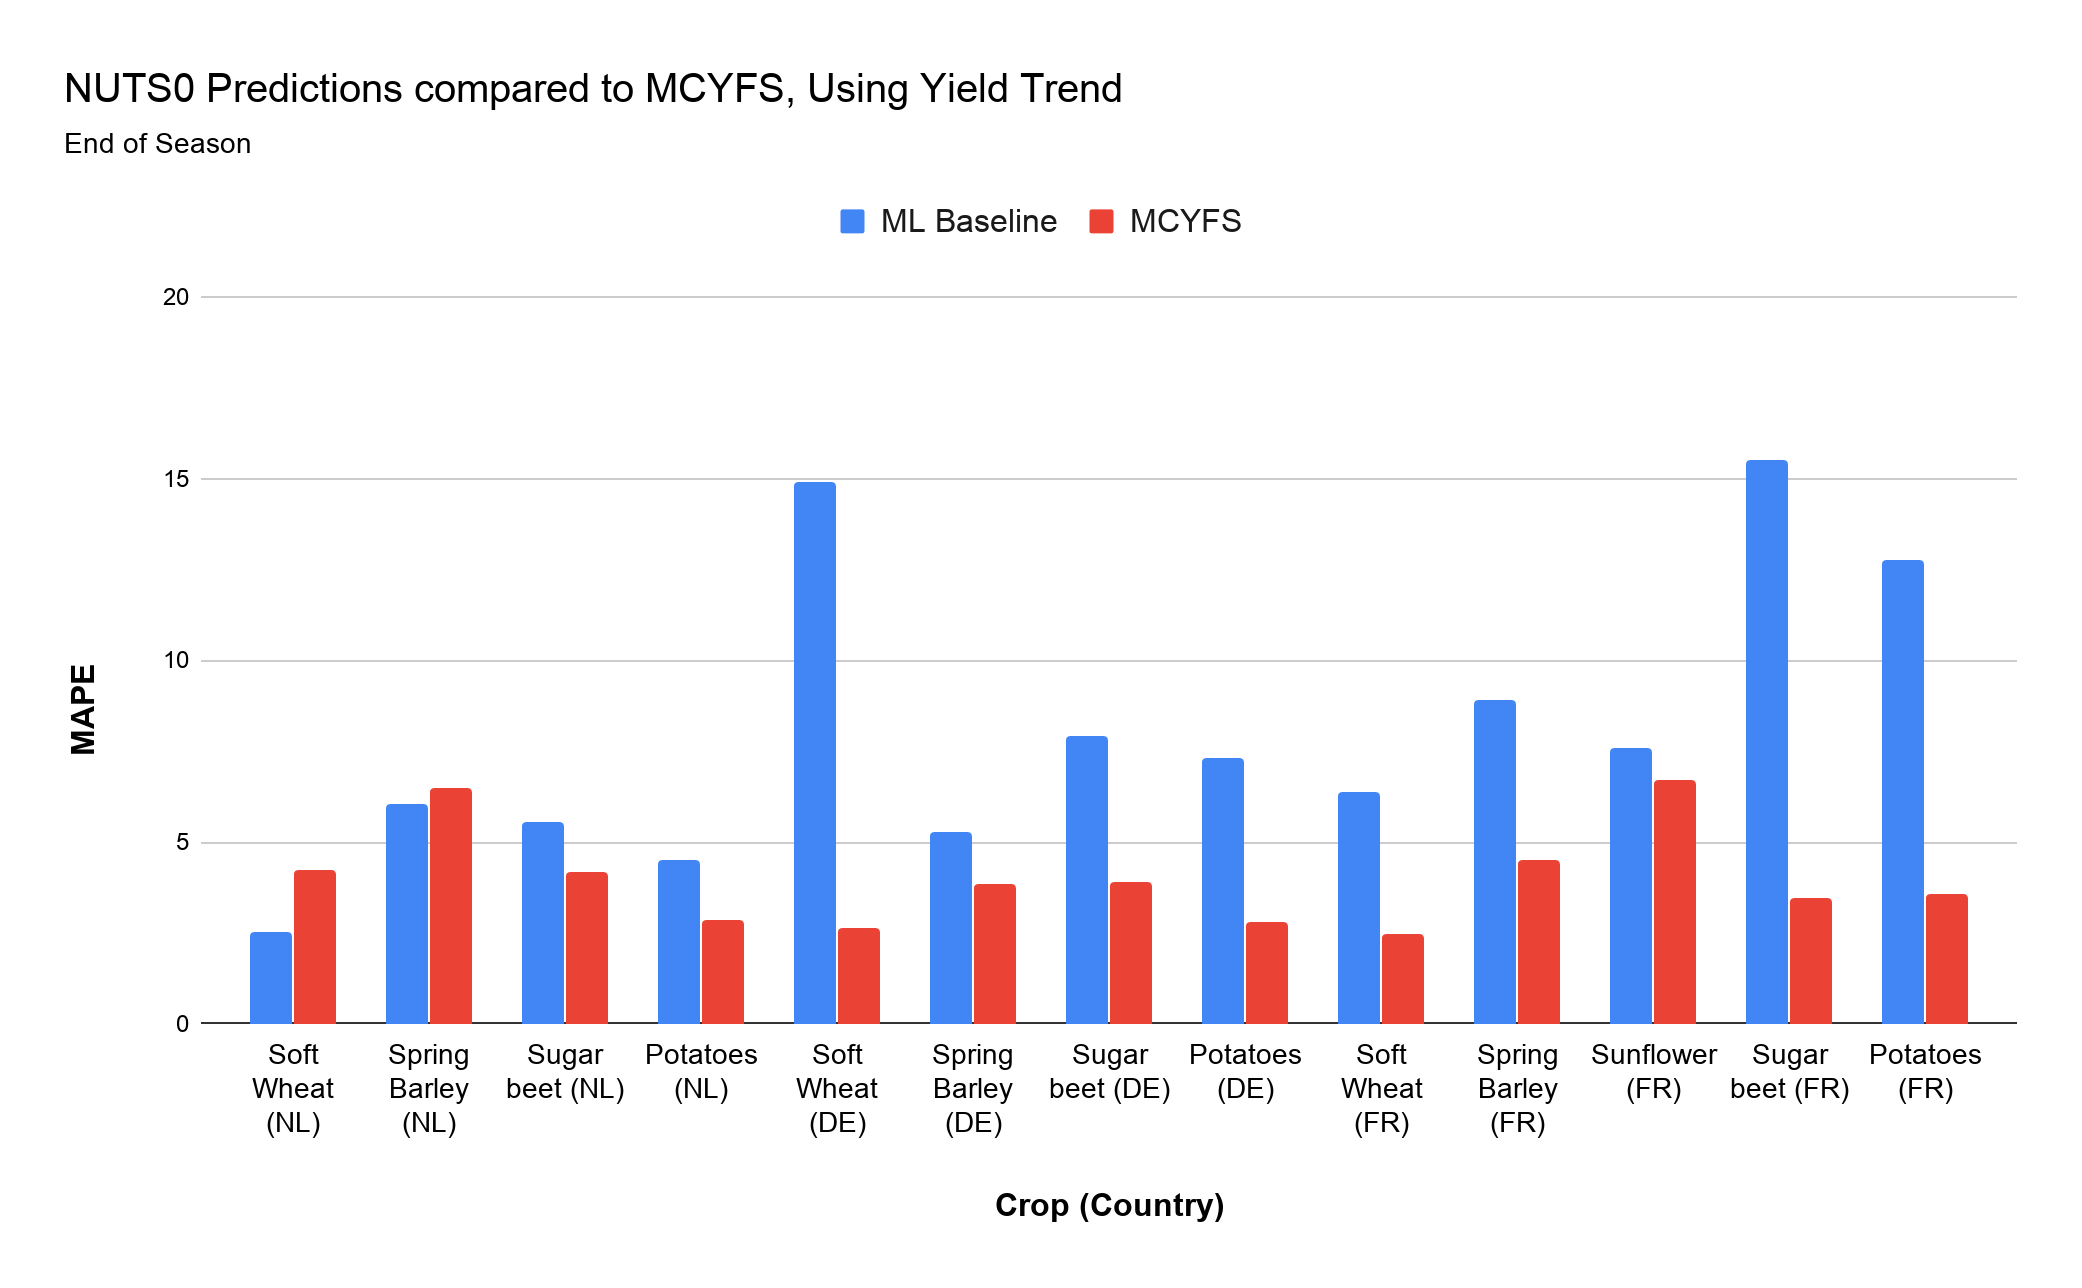 NUTS0 Predictions compared to MCYFS, Using Yield Trend
End of Season
ML Baseline
MCYFS
20
15
10
5
0
MAPE
Soft
Wheat
(NL)
Spring
Barley
(NL)
Sugar
beet (NL)
Potatoes
(NL)
Soft
Wheat
(DE)
Spring
Barley
(DE)
Sugar
beet (DE)
Potatoes
(DE)
Soft
Wheat
(FR)
Spring
Barley
(FR)
Sunflower
(FR)
Sugar
beet (FR)
Potatoes
(FR)
Crop (Country)